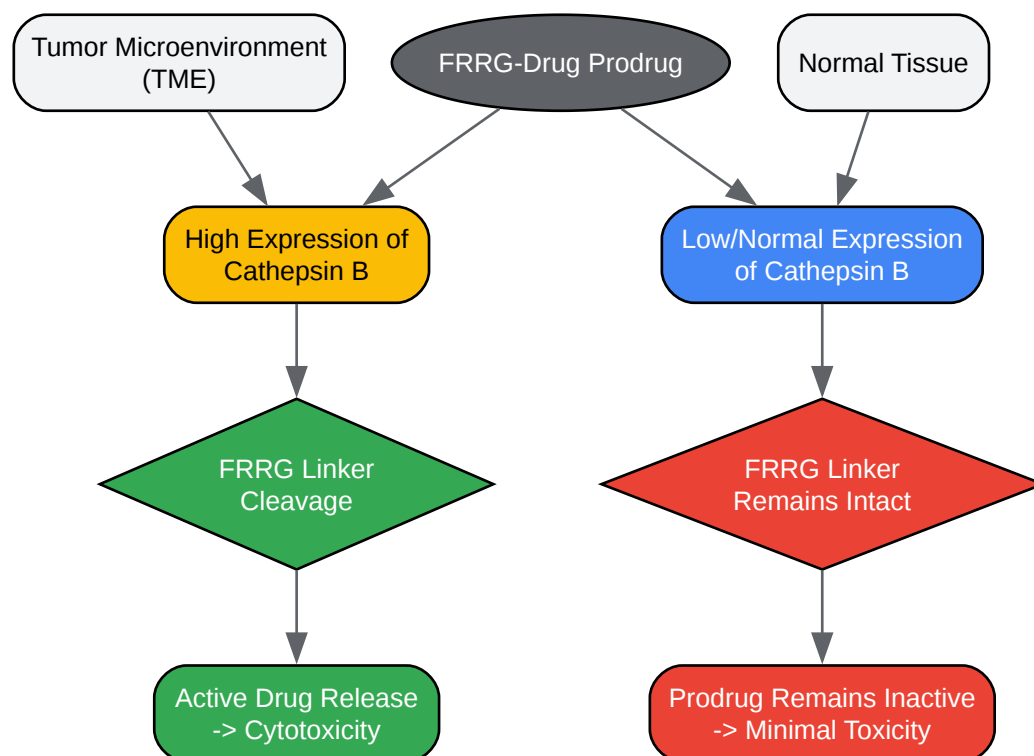 Tumor Microenvironment
(TME)
FRRG-Drug Prodrug
Normal Tissue
High Expression of
Cathepsin B
Low/Normal Expression
of Cathepsin B
FRRG Linker
Cleavage
FRRG Linker
Remains Intact
Active Drug Release
-> Cytotoxicity
Prodrug Remains Inactive
-> Minimal Toxicity